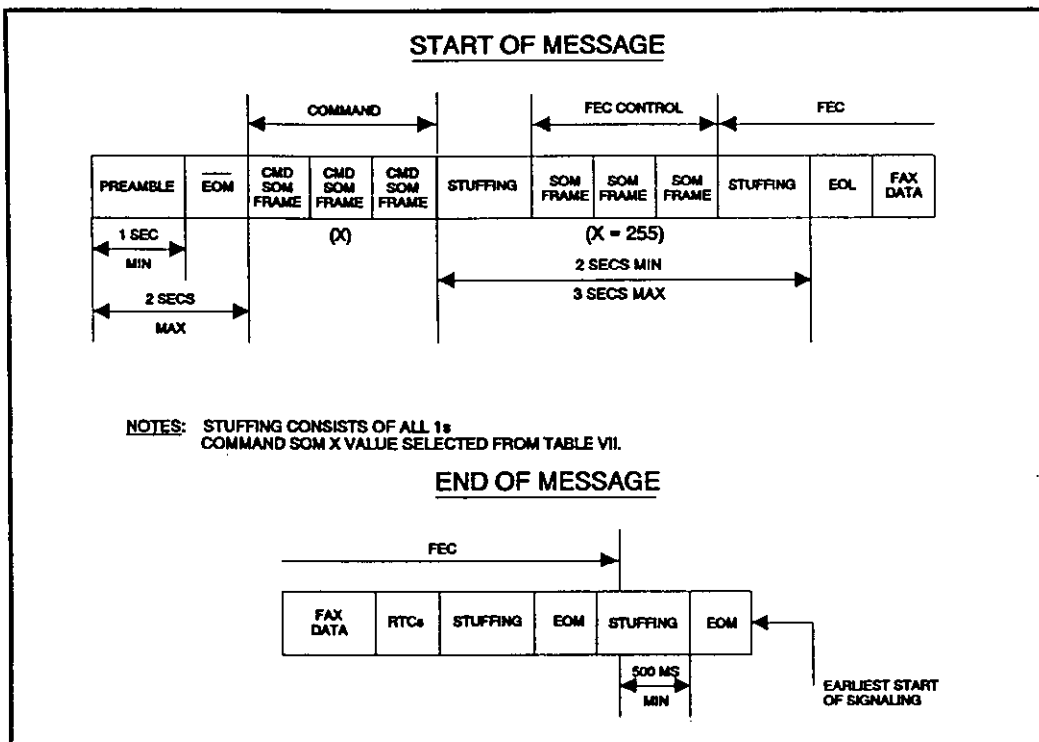 START OF MESSAGE
COMMAND
FEC CONTROL
FEC
PREAMBLE
EOM
CMD
SOM
FRAME
CMD
SOM
FRAME
CMD
SOM
FRAME
STUFFING
SOM
FRAME
SOM
FRAME
SOM
FRAME
STUFFING
EOL
FAX
DATA
1 SEC
MIN
(X)
(X = 255)
2 SECS MIN
3 SECS MAX
2 SECS
MAX
NOTES: STUFFING CONSISTS OF ALL 1s
COMMAND SOM X VALUE SELECTED FROM TABLE VII.
END OF MESSAGE
FEC
FAX
DATA
RTCs
STUFFING
EOM
STUFFING
EOM
500 MS
MIN
EARLIEST START
OF SIGNALING